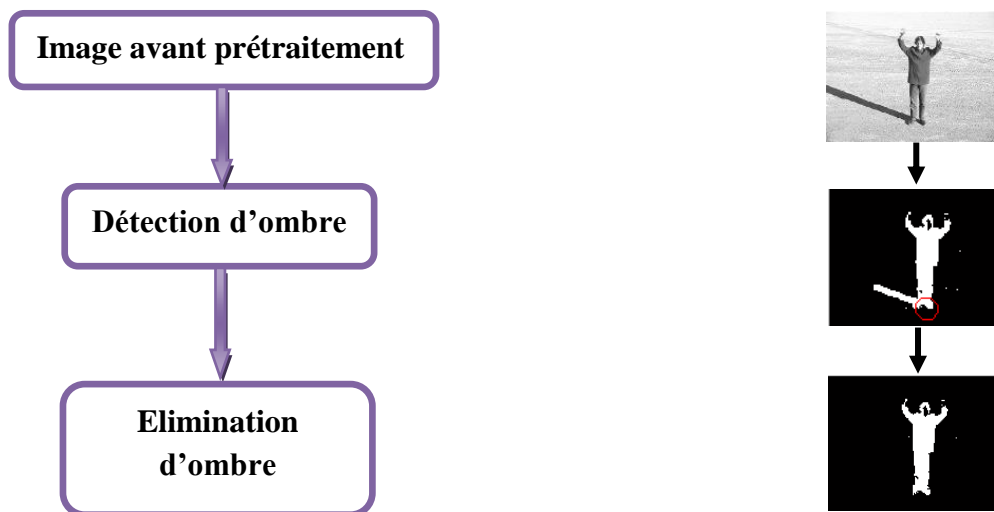 Image avant prétraitement
Détection d’ombre
Elimination
d’ombre